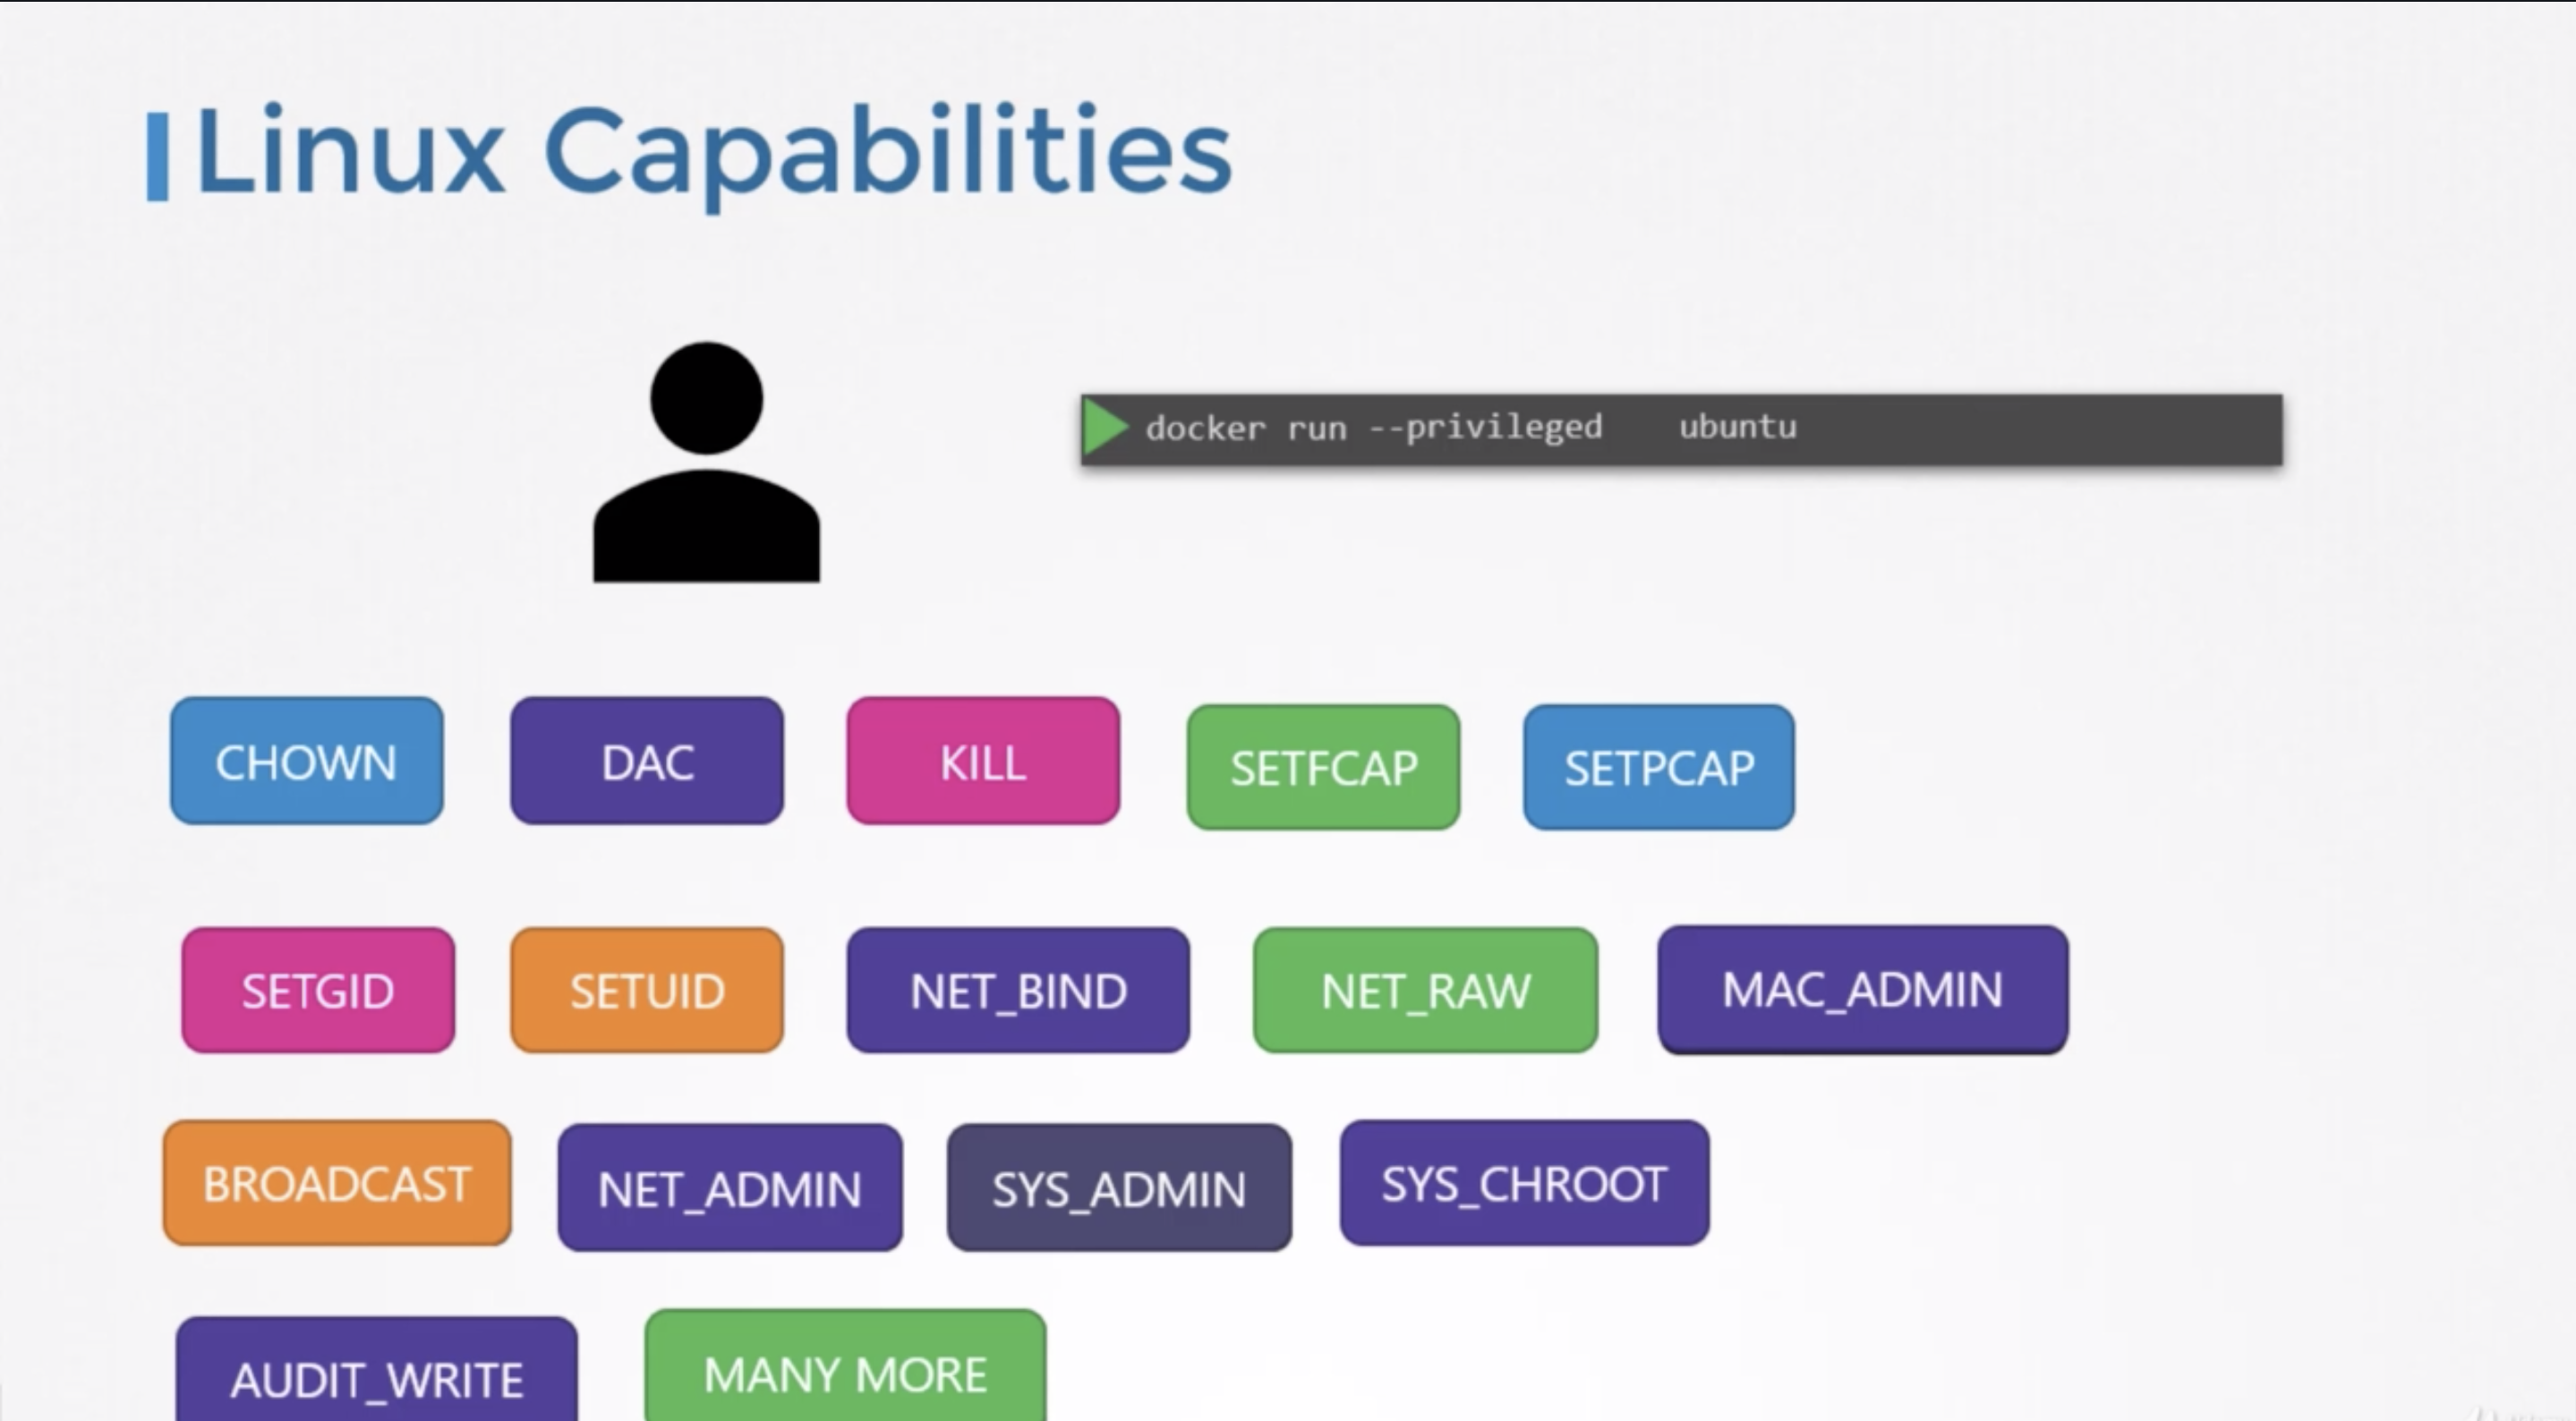 Linux Capabilities
docker run --privileged ubuntu
CHOWN DAC KILL SETFCAP SETPCAP
SETGID SETUID NET_BIND NET_RAW MAC_ADMIN
BROADCAST NET_ADMIN SYS_ADMIN SYS_CHROOT
AUDIT_WRITE MANY MORE